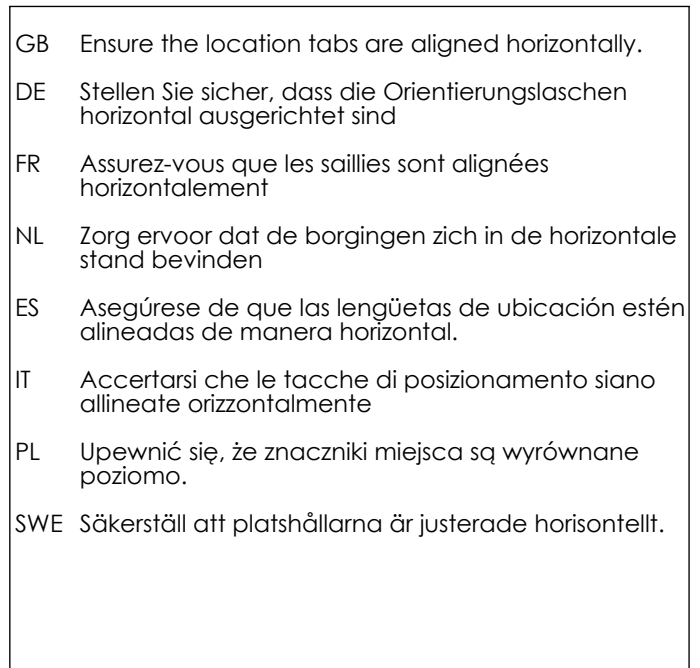 GB Ensure the location tabs are aligned horizontally.
DE Stellen Sie sicher, dass die Orientierungslaschen
horizontal ausgerichtet sind
FR Assurez-vous que les saillies sont alignées
horizontalement
NL Zorg ervoor dat de borgingen zich in de horizontale
stand bevinden
ES Asegúrese de que las lengüetas de ubicación estén
alineadas de manera horizontal.
IT Accertarsi che le tacche di posizionamento siano
allineate orizzontalmente
PL Upewnić się, że znaczniki miejsca są wyrównane
poziomo.
SWE Säkerställ att platshållarna är justerade horisontellt.